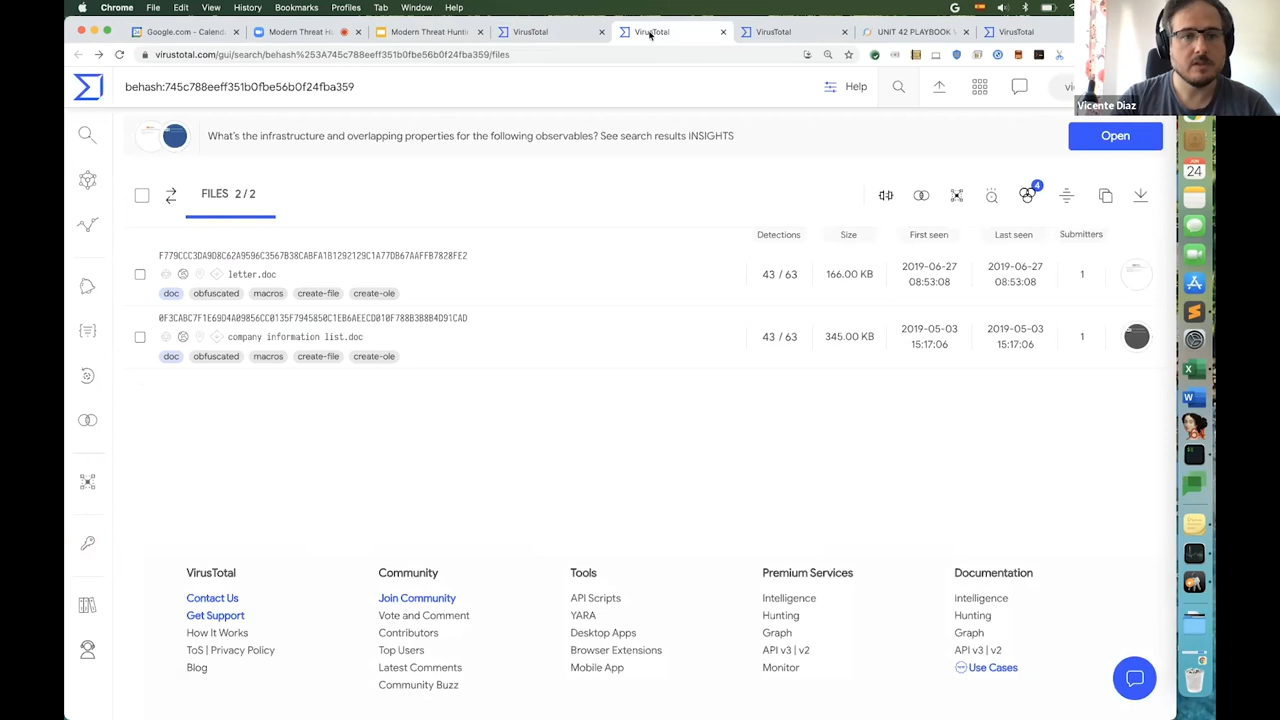 Chrome File Edit View History Bookmarks Profiles Tab Window Help
Google.com - Calend
Modern Threat H
Modern Threat Huntin
VirusTotal
VirusTotal
VirusTotal
UNIT 42 PLAYBOOK V
VirusTotal
virustotal.com/gui/search/behash%253A745c788eeff351b0fbe56b0f24fba359/files
Vicente Diaz
behash:745c788eeff351b0fbe56b0f24fba359
Help
What's the infrastructure and overlapping properties for the following observables? See search results INSIGHTS
Open
FILES 2 / 2
4
Detections Size First seen Last seen Submitters
F779CCC3DA9D8C62A9596C3567B38CABFA1B1292129C1A77DB67AAFFB7828FE2
letter.doc
doc obfuscated macros create-file create-ole
43 / 63
166.00 KB
2019-06-27
08:53:08
2019-06-27
08:53:08
1
0F3CABC7F1E69D4A09856CC0135F7945850C1EB6AEECD010F788B3B8B4D91CAD
company information list.doc
doc obfuscated macros create-file create-ole
43 / 63
345.00 KB
2019-05-03
15:17:06
2019-05-03
15:17:06
1
JUN
24
VirusTotal
Contact Us
Get Support
How It Works
ToS | Privacy Policy
Blog
Community
Join Community
Vote and Comment
Contributors
Top Users
Latest Comments
Community Buzz
Tools
API Scripts
YARA
Desktop Apps
Browser Extensions
Mobile App
Premium Services
Intelligence
Hunting
Graph
API v3 | v2
Monitor
Documentation
Intelligence
Hunting
Graph
API v3 | v2
Use Cases